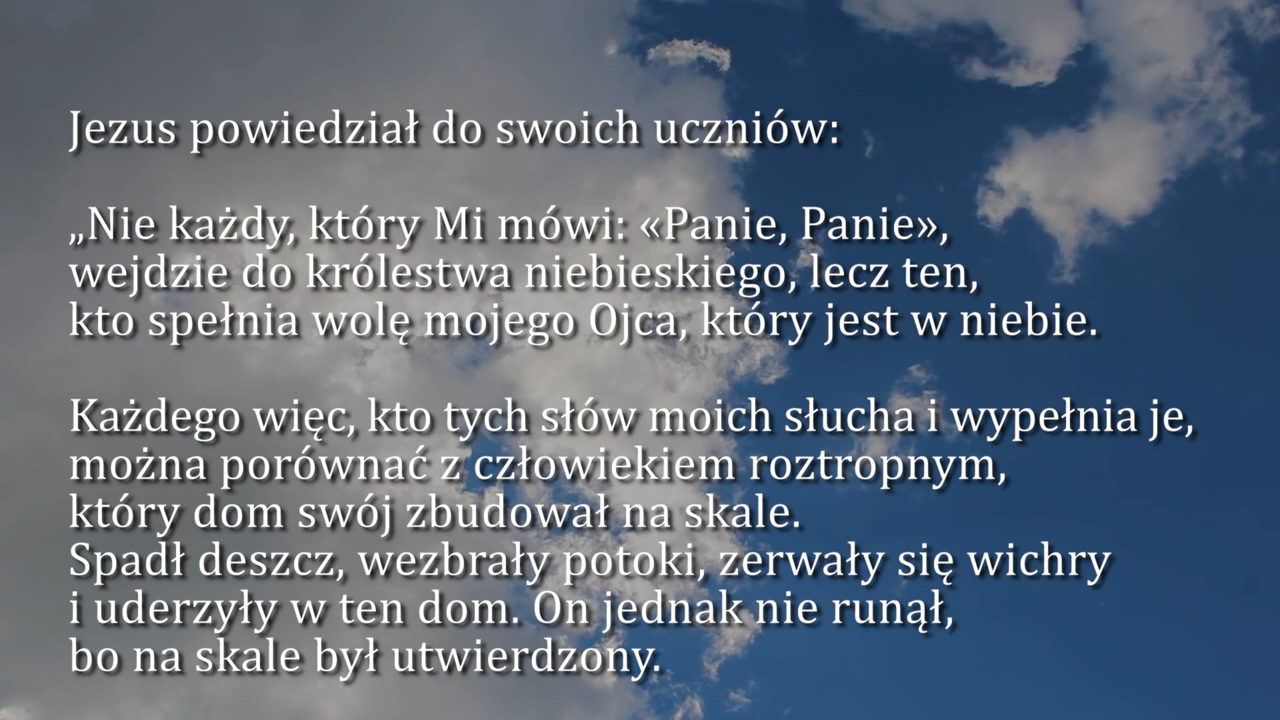 Jezus powiedział do swoich uczniów:
„Nie każdy, który Mi mówi: «Panie, Panie»,
wejdzie do królestwa niebieskiego, lecz ten,
kto spełnia wolę mojego Ojca, który jest w niebie.
Każdego więc, kto tych słów moich słucha i wypełnia je,
można porównać z człowiekiem roztropnym,
który dom swój zbudował na skale.
Spadł deszcz, wezbrały potoki, zerwały się wichry
i uderzyły w ten dom. On jednak nie runął,
bo na skale był utwierdzony.